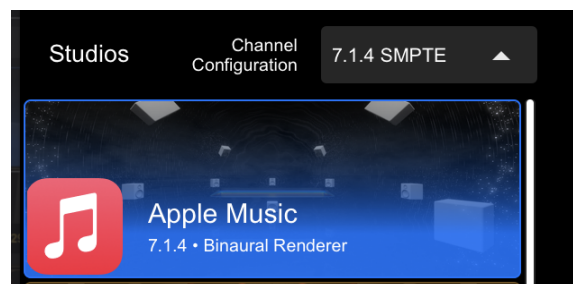 Studios
Channel
Configuration
7.1.4 SMPTE
Apple Music
7.1.4 • Binaural Renderer